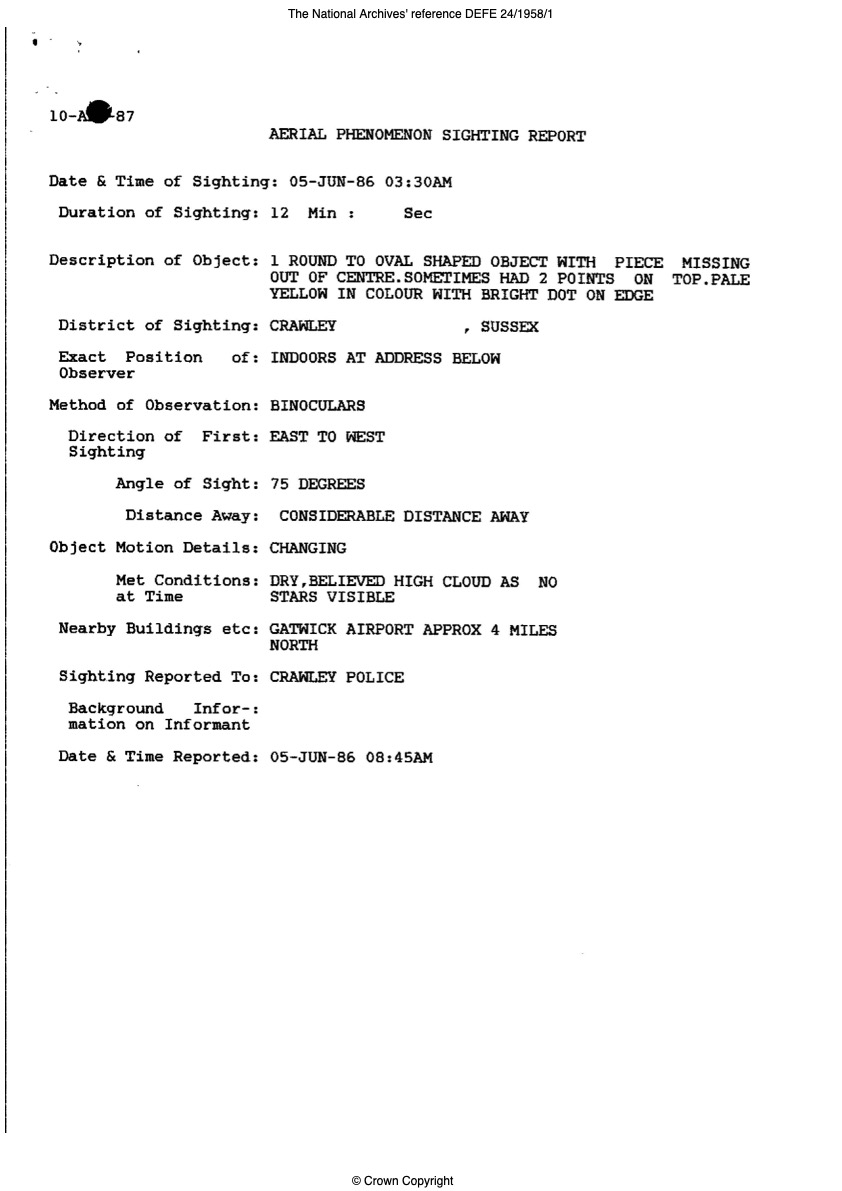 The National Archives' reference DEFE 24/1958/1
10-A -87
AERIAL PHENOMENON SIGHTING REPORT
Date & Time of Sighting: 05-JUN-86 03:30AM
Duration of Sighting: 12 Min : Sec
Description of Object: 1 ROUND TO OVAL SHAPED OBJECT WITH PIECE MISSING
OUT OF CENTRE.SOMETIMES HAD 2 POINTS ON TOP.PALE
YELLOW IN COLOUR WITH BRIGHT DOT ON EDGE
District of Sighting: CRAWLEY , SUSSEX
Exact Position of: INDOORS AT ADDRESS BELOW
Observer
Method of Observation: BINOCULARS
Direction of First: EAST TO WEST
Sighting
Angle of Sight: 75 DEGREES
Distance Away: CONSIDERABLE DISTANCE AWAY
Object Motion Details: CHANGING
Met Conditions: DRY,BELIEVED HIGH CLOUD AS NO
at Time STARS VISIBLE
Nearby Buildings etc: GATWICK AIRPORT APPROX 4 MILES
NORTH
Sighting Reported To: CRAWLEY POLICE
Background Infor-:
mation on Informant
Date & Time Reported: 05-JUN-86 08:45AM
© Crown Copyright